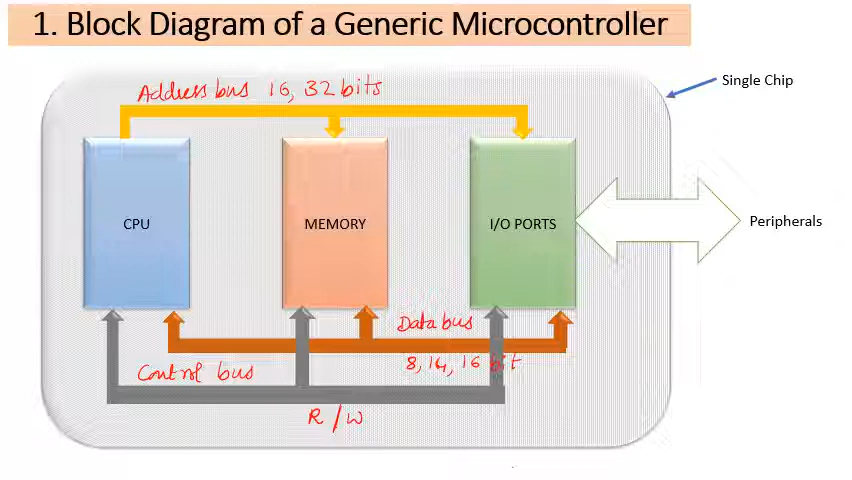 1. Block Diagram of a Generic Microcontroller
Address bus 16, 32 bits
Single Chip
CPU
MEMORY
I/O PORTS
Peripherals
Data bus
8, 14, 16 bit
Control bus
R / W